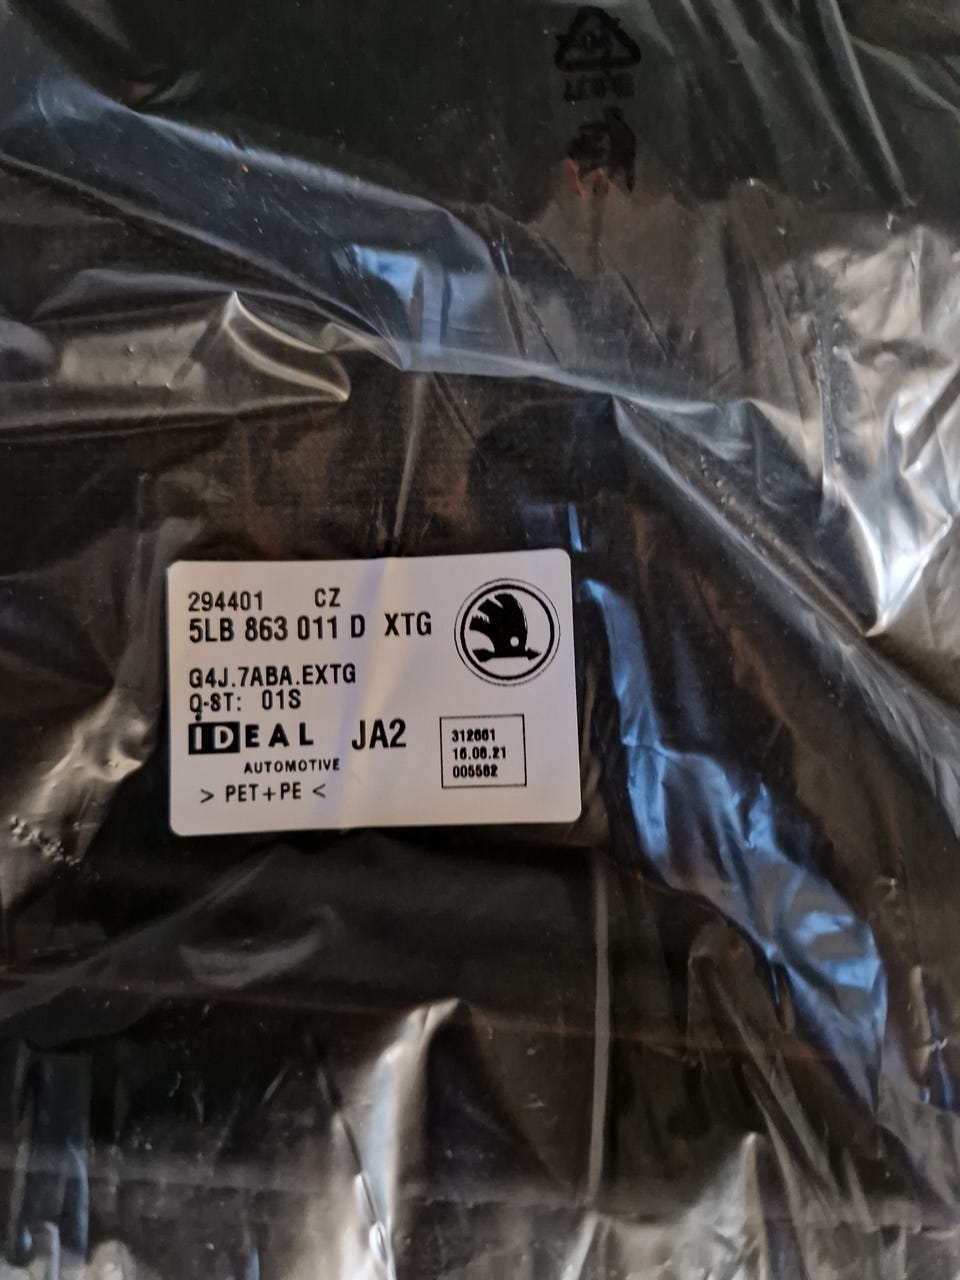 294401 CZ
5LB 863 011 D XTG
G4J.7ABA.EXTG
Q-ST: 01S
IDEAL JA2
AUTOMOTIVE
> PET+PE <
312661
16.08.21
005562